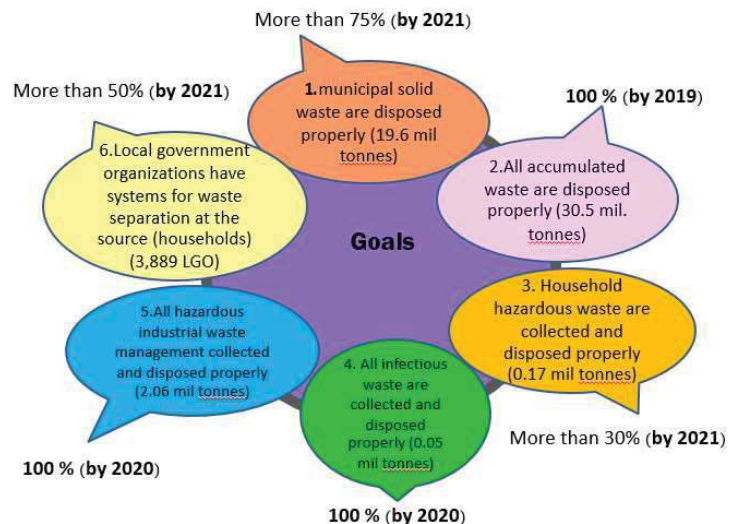 More than 75% (by 2021)
1.municipal solid
waste are disposed
properly (19.6 mil
tonnes)
100 % (by 2019)
2.All accumulated
waste are disposed
properly (30.5 mil.
tonnes)
3. Household
hazardous waste are
collected and
disposed properly
(0.17 mil tonnes)
More than 30% (by 2021)
4. All infectious
waste are
collected and
disposed
properly (0.05
mil tonnes)
100 % (by 2020)
5.All hazardous
industrial waste
management collected
and disposed properly
(2.06 mil tonnes)
100 % (by 2020)
More than 50% (by 2021)
6.Local government
organizations have
systems for waste
separation at the
source (households)
(3,889 LGO)
Goals